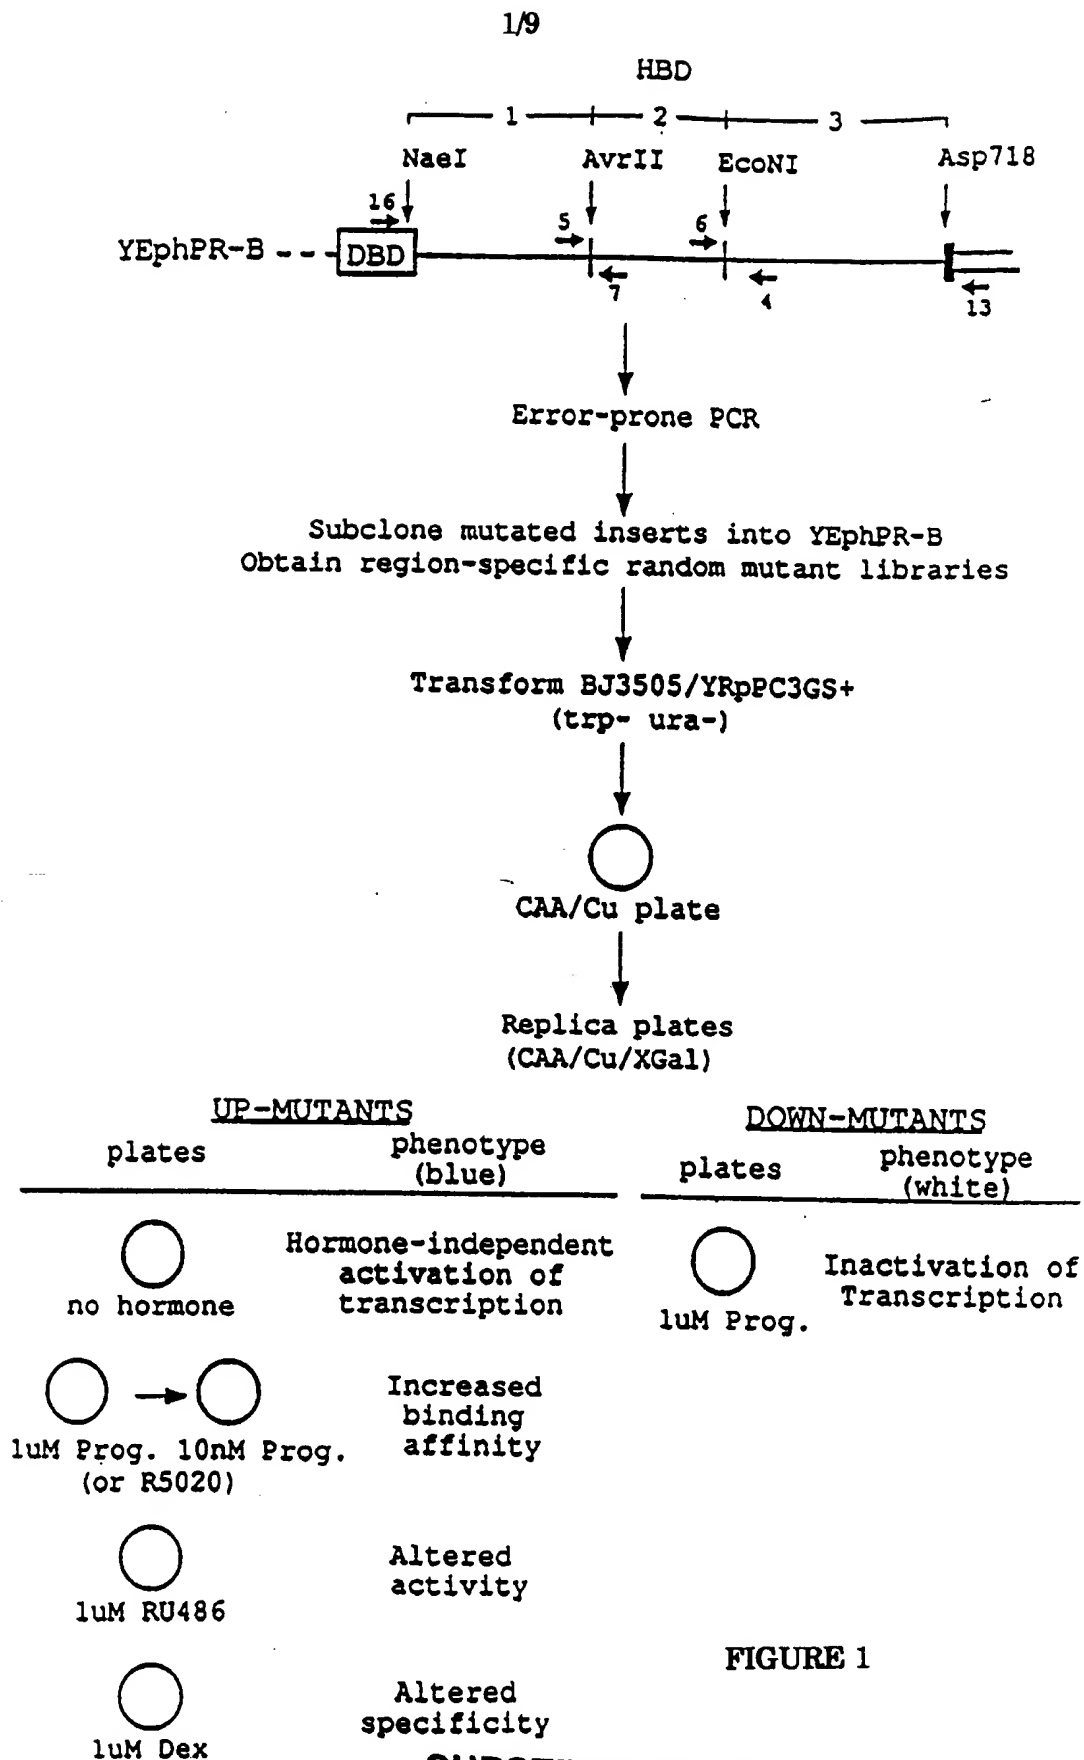 1/9
HBD
1 2 3
NaeI AvrII EcoNI Asp718
16 5 6
YEphPR-B DBD
7 4 13
Error-prone PCR
Subclone mutated inserts into YEphPR-B
Obtain region-specific random mutant libraries
Transform BJ3505/YRpPC3GS+
(trp- ura-)
CAA/Cu plate
Replica plates
(CAA/Cu/XGal)
UP-MUTANTS
plates phenotype
(blue)
no hormone
Hormone-independent
activation of
transcription
1uM Prog. 10nM Prog.
(or R5020)
Increased
binding
affinity
1uM RU486
Altered
activity
1uM Dex
Altered
specificity
DOWN-MUTANTS
plates phenotype
(white)
1uM Prog.
Inactivation of
Transcription
FIGURE 1